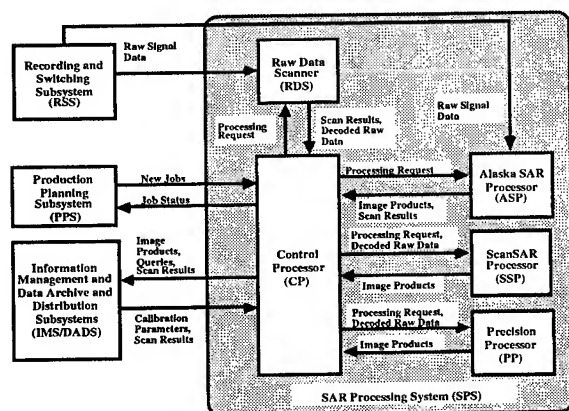 Recording and
Switching
Subsystem
(RSS)
Raw Signal
Data
Raw Data
Scanner
(RDS)
Raw Signal
Data
Processing
Request
Scan Results,
Decoded Raw
Data
Production
Planning
Subsystem
(PPS)
New Jobs
Job Status
Control
Processor
(CP)
Processing Request
Image Products,
Scan Results
Alaska SAR
Processor
(ASP)
Information
Management and
Data Archive and
Distribution
Subsystems
(IMS/DADS)
Image
Products,
Queries,
Scan Results
Calibration
Parameters,
Scan Results
Processing Request,
Decoded Raw Data
Image Products
ScanSAR
Processor
(SSP)
Processing Request,
Decoded Raw Data
Image Products
Precision
Processor
(PP)
SAR Processing System (SPS)